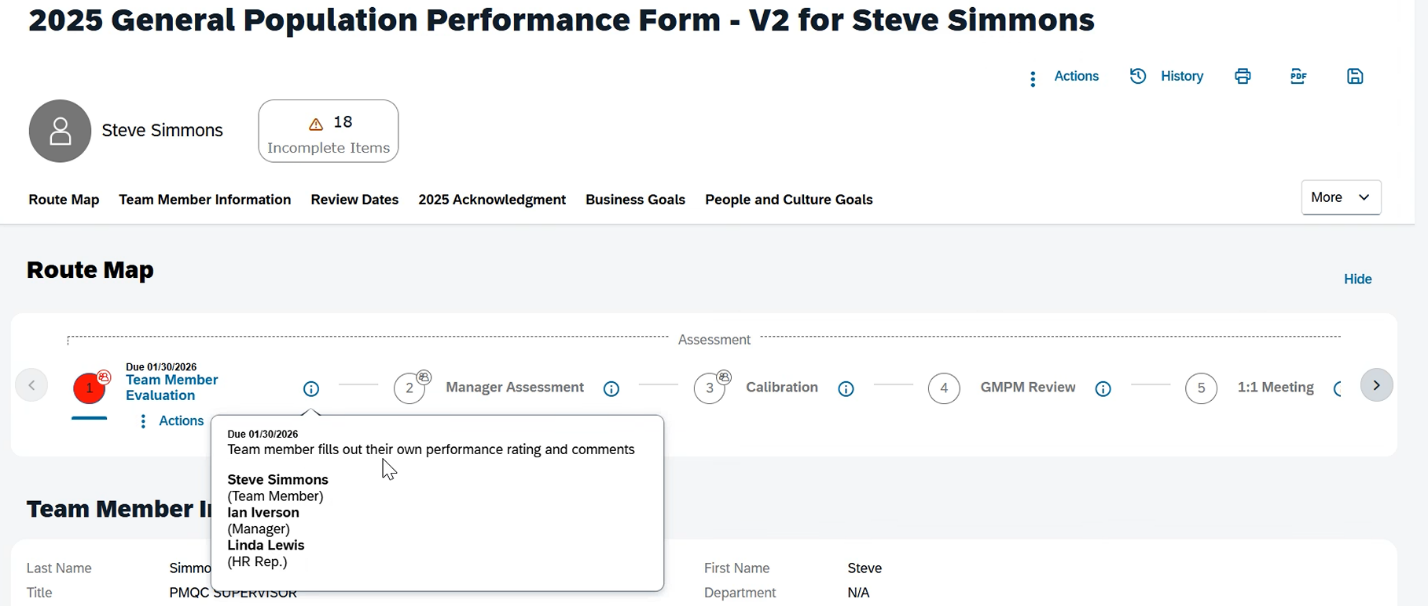 2025 General Population Performance Form - V2 for Steve Simmons
Actions
History
PDF
Steve Simmons
18
Incomplete Items
Route Map
Team Member Information
Review Dates
2025 Acknowledgment
Business Goals
People and Culture Goals
More
Route Map
Hide
Assessment
1
Due 01/30/2026
Team Member
Evaluation
Actions
2
Manager Assessment
3
Calibration
4
GMPM Review
5
1:1 Meeting
Due 01/30/2026
Team member fills out their own performance rating and comments
Steve Simmons
(Team Member)
Ian Iverson
(Manager)
Linda Lewis
(HR Rep.)
Team Member
Last Name
Simmo
First Name
Steve
Title
PMQC SUPERVISOR
Department
N/A